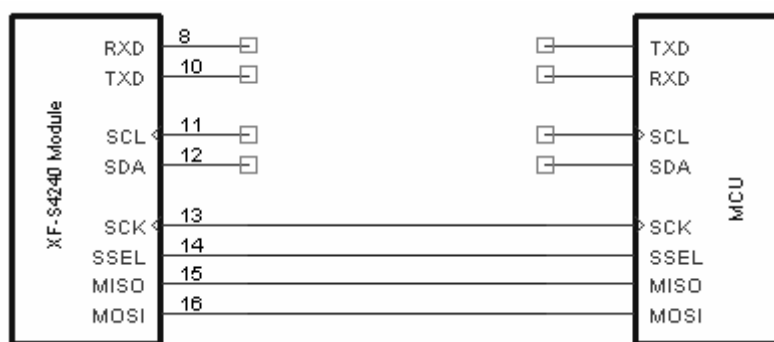 XF-S4240 Module
RXD 8
TXD 10
SCL 11
SDA 12
SCK 13
SSEL 14
MISO 15
MOSI 16
TXD
RXD
SCL
SDA
SCK
SSEL
MISO
MOSI
MCU